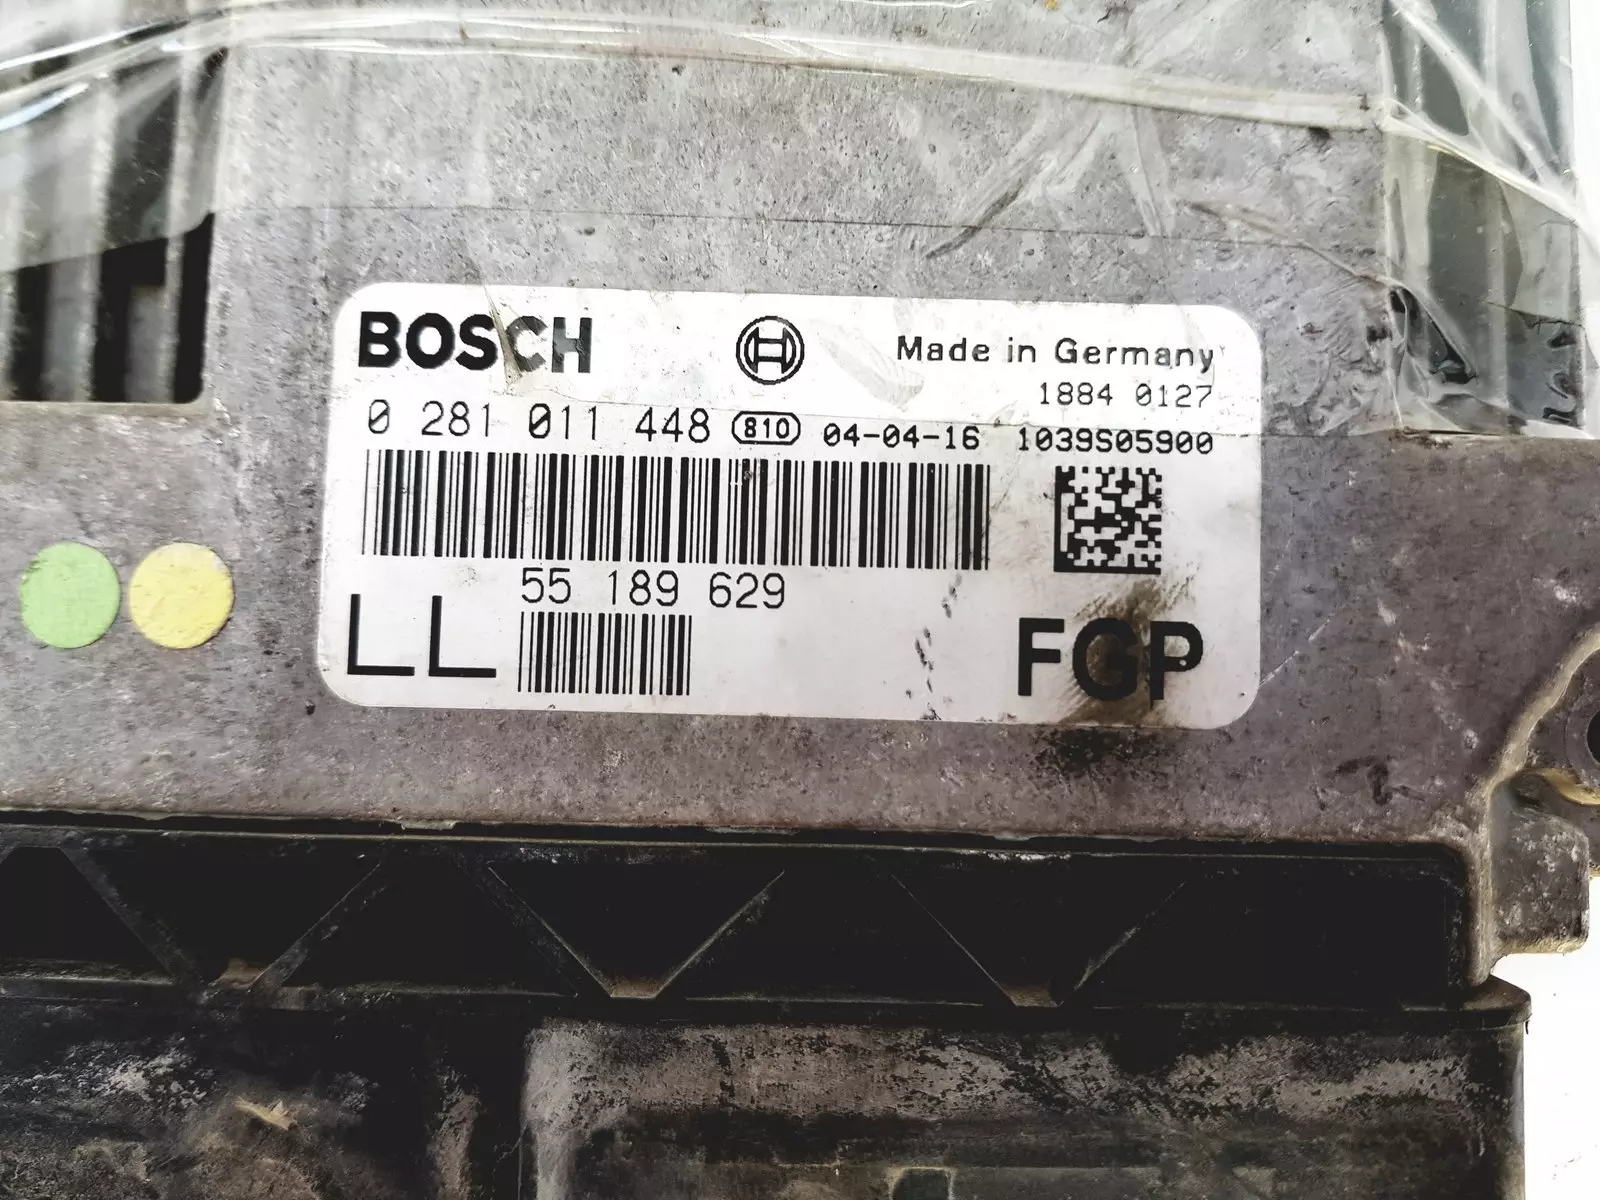 BOSCH Made in Germany
1884 0127
0 281 011 448 810 04-04-16 1039S05900
55 189 629
LL FGP